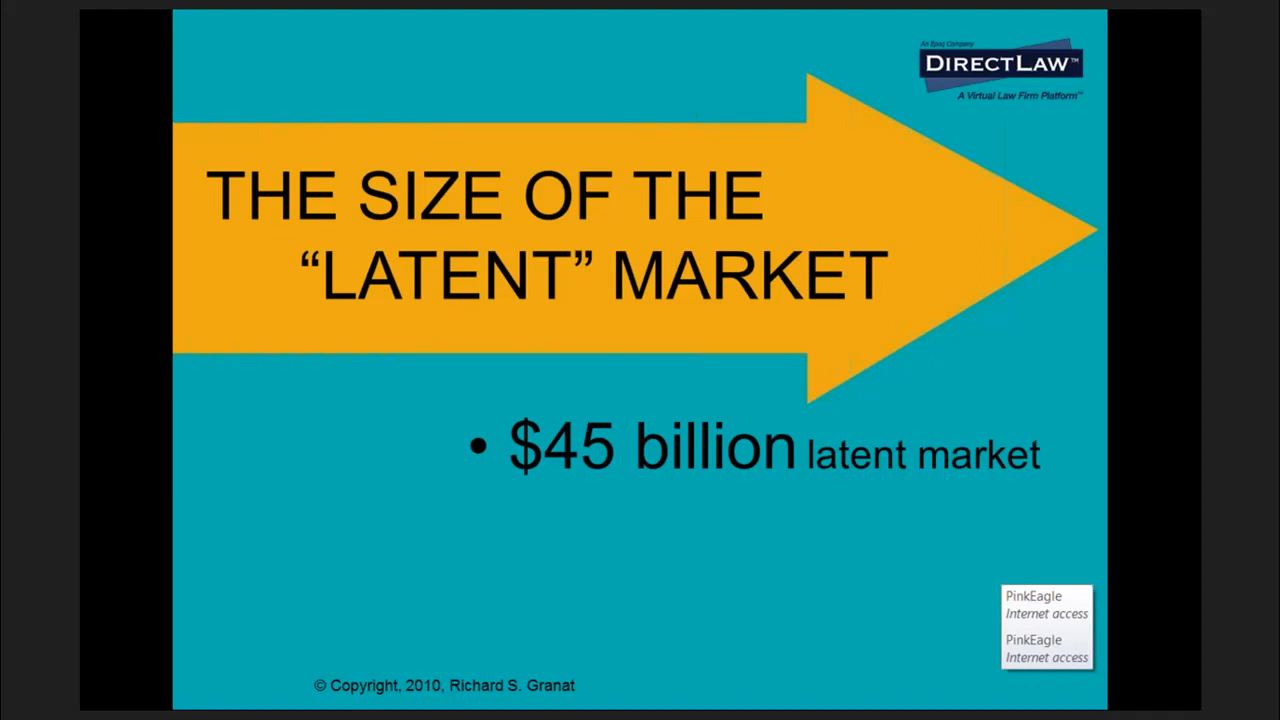 An Epoq Company
DIRECTLAW™
A Virtual Law Firm Platform™
THE SIZE OF THE
“LATENT” MARKET
• $45 billion latent market
PinkEagle
Internet access
PinkEagle
Internet access
© Copyright, 2010, Richard S. Granat